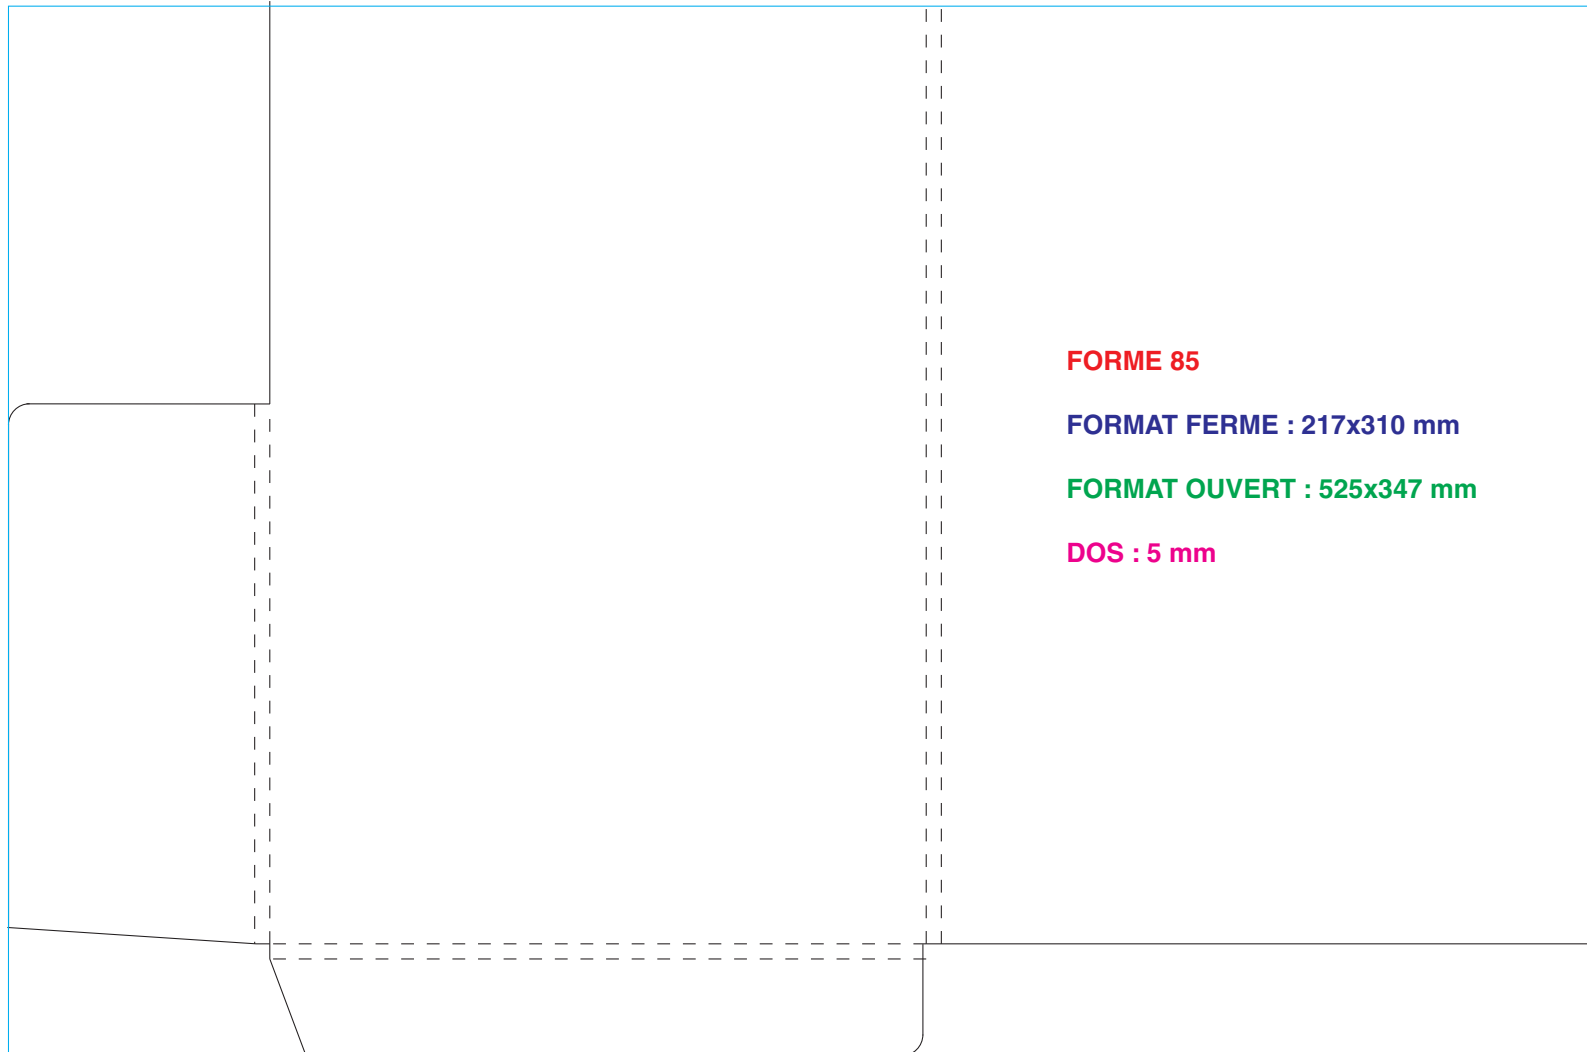 FORME 85
FORMAT FERME : 217x310 mm
FORMAT OUVERT : 525x347 mm
DOS : 5 mm